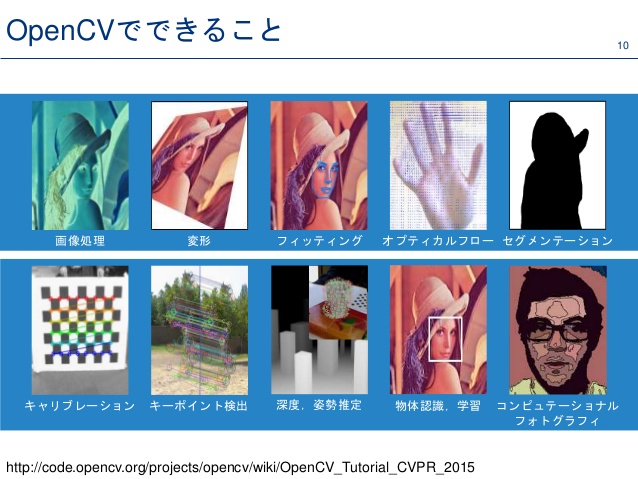 OpenCVでできること
10
画像処理
変形
フィッティング
オプティカルフロー
セグメンテーション
キャリブレーション
キーポイント検出
深度，姿勢推定
物体認識，学習
コンピュテーショナル
フォトグラフィ
http://code.opencv.org/projects/opencv/wiki/OpenCV_Tutorial_CVPR_2015